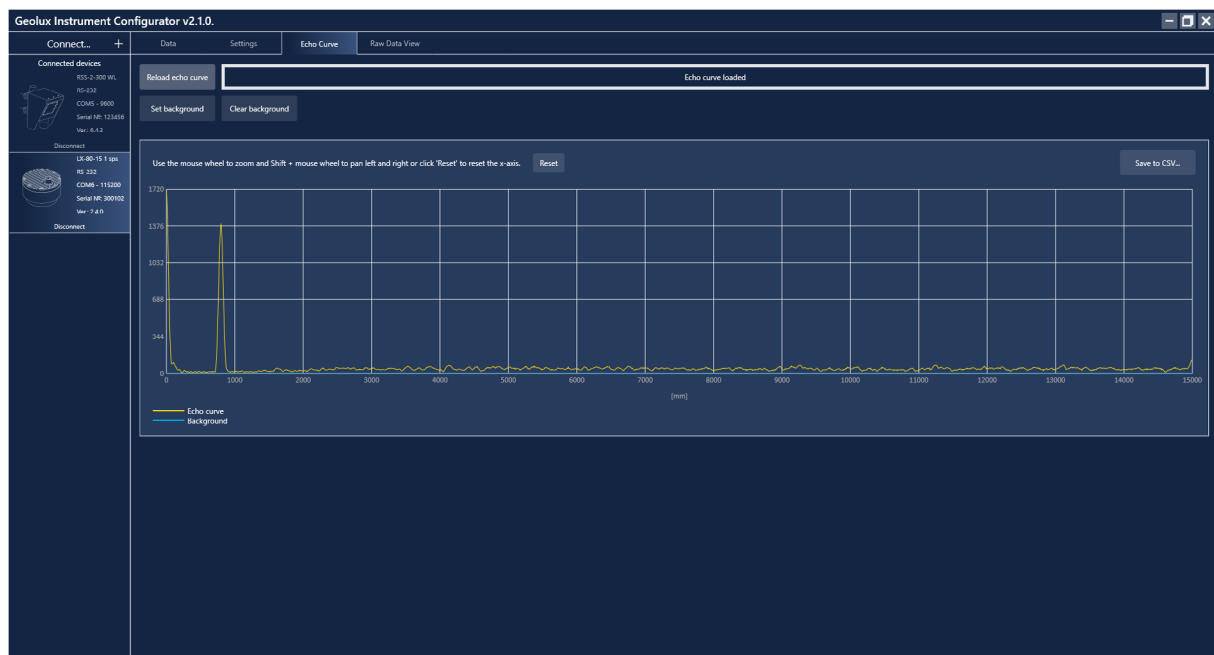 Geolux Instrument Configurator v2.1.0.
Connect... +
Data Settings Echo Curve Raw Data View
Connected devices
RSS-2-300 WL
RS-232
COM5 - 9600
Serial №: 123456
Ver.: 6.4.2
Disconnect
LX-80-15 1 sps
RS-232
COM6 - 115200
Serial №: 300102
Ver.: 2.4.0
Disconnect
Reload echo curve
Echo curve loaded
Set background
Clear background
Use the mouse wheel to zoom and Shift + mouse wheel to pan left and right or click 'Reset' to reset the x-axis.
Reset
Save to CSV...
1720
1376
1032
688
344
0
0 1000 2000 3000 4000 5000 6000 7000 8000 9000 10000 11000 12000 13000 14000 15000
[mm]
Echo curve
Background